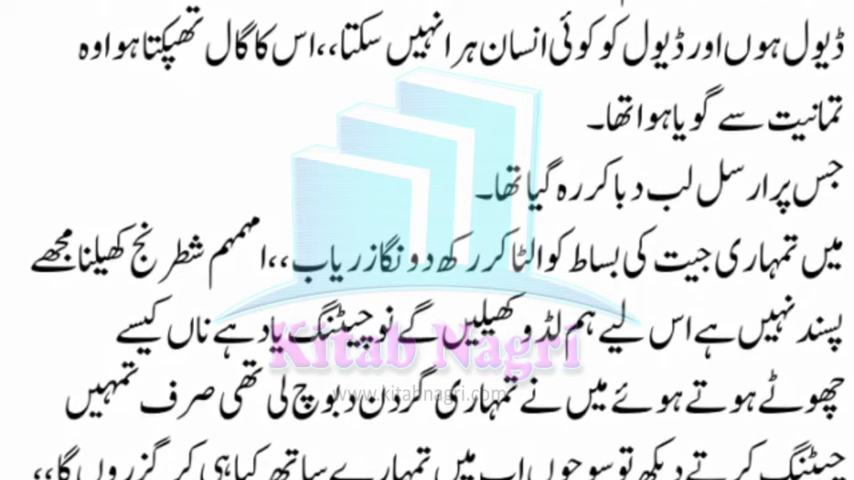 ڈیول ہوں اور ڈیول کو کوئی انسان ہرا نہیں سکتا،،اس کا گال تھپکتا ہوا وہ
تمانیت سے گویا ہوا تھا۔
جس پر ارسل لب دبا کر رہ گیا تھا۔
میں تمہاری جیت کی بساط کو الٹا کر رکھ دونگا زریاب،،امممہم شطرنج کھیلنا مجھے
پسند نہیں ہے اس لیے ہم لڈو کھیلیں گے نو چیٹنگ یاد ہے ناں کیسے
Kitab Nagri
چھوٹے ہوتے ہوئے میں نے تمہاری گردن دبوچ لی تھی صرف تمہیں
www.kitabnagri.com
چیٹنگ کرتے دیکھ تو سوچوں اب میں تمہارے ساتھ کیا ہی کر گزروں گا،،